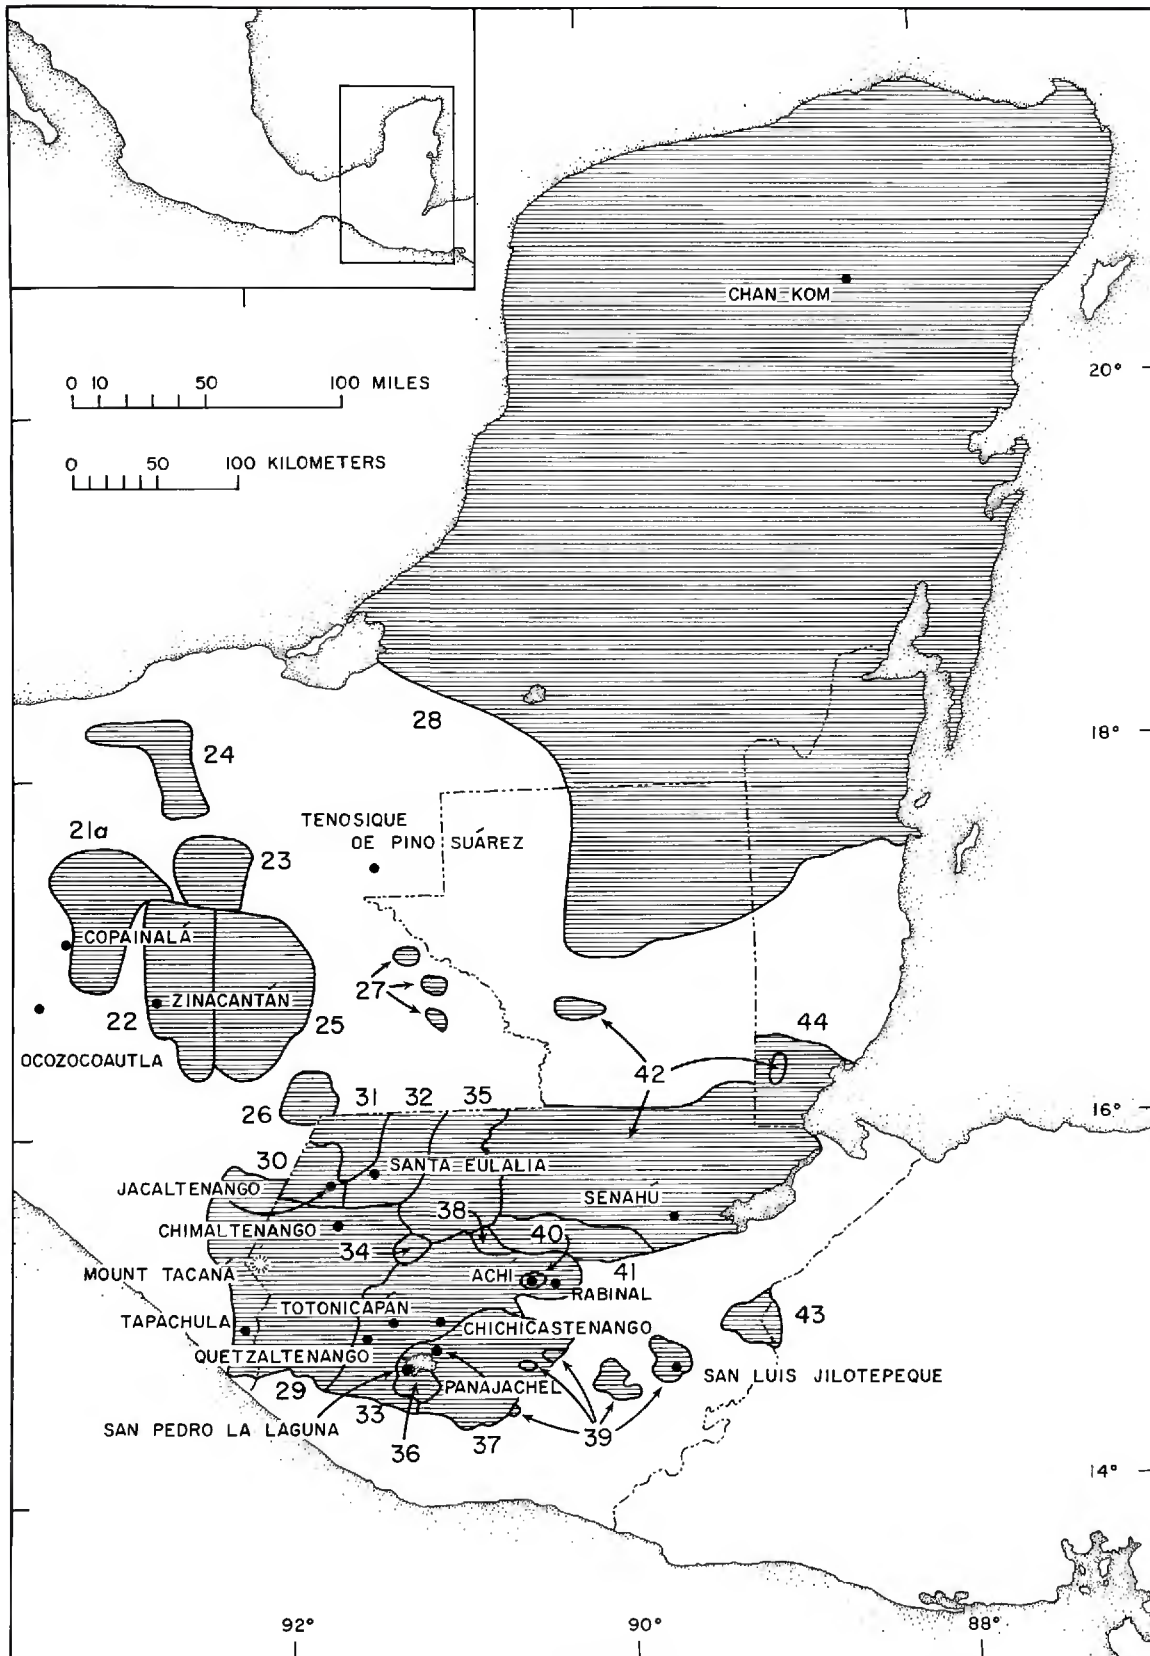 CHAN KOM
20°
0 10 50 100 MILES
0 50 100 KILOMETERS
28
18°
24
TENOSIQUE
DE PINO SUÁREZ
21a
23
COPAINALÁ
ZINACANTÁN
27
22
25
44
OCOZOCOAUTLA
42
31
32
35
26
16°
30
SANTA EULALIA
JACALTENANGO
SENAHÚ
38
CHIMALTENANGO
40
34
MOUNT TACANÁ
ACHÍ
41
RABINAL
TOTONICAPÁN
43
TAPACHULA
CHICHICASTENANGO
QUETZALTENANGO
SAN LUIS JILOTEPEQUE
PANAJACHEL
29
33
SAN PEDRO LA LAGUNA
39
37
36
14°
92°
90°
88°